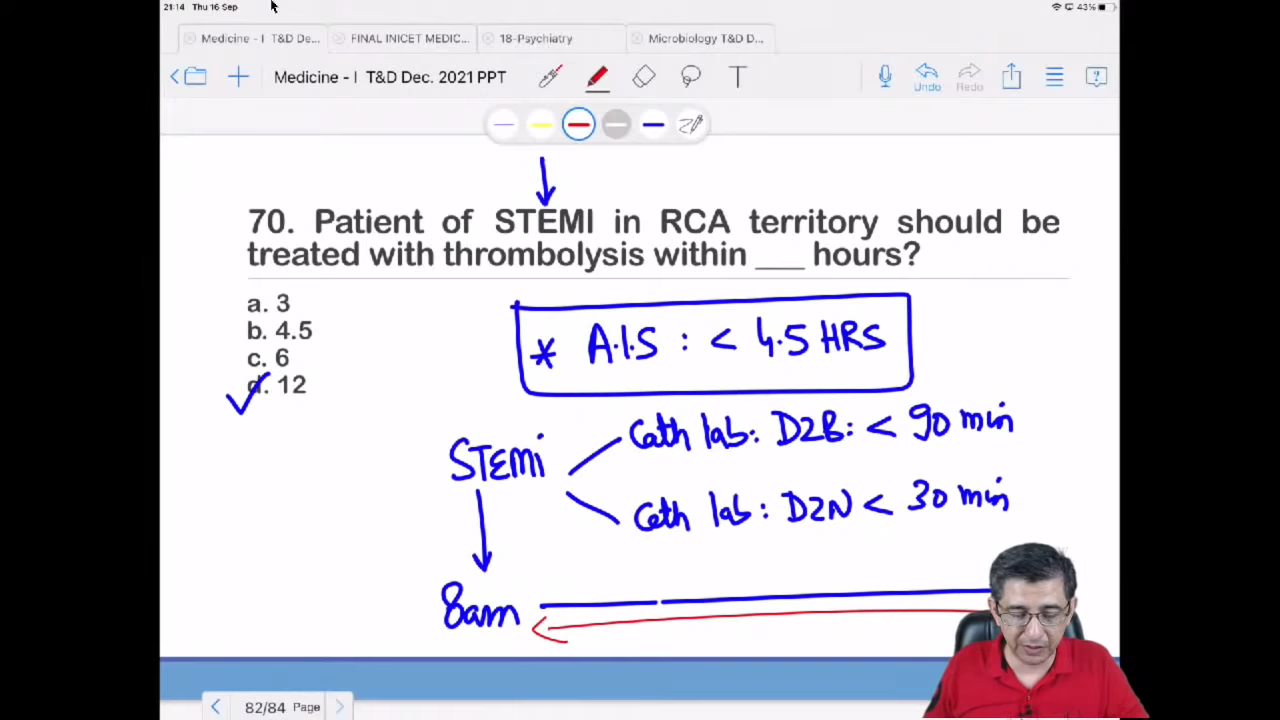 21:14 Thu 16 Sep
43%
Medicine - I T&D De...
FINAL INICET MEDIC...
18-Psychiatry
Microbiology T&D D...
Medicine - I T&D Dec. 2021 PPT
T
Undo
Redo
?
70. Patient of STEMI in RCA territory should be
treated with thrombolysis within ___ hours?
a. 3
b. 4.5
c. 6
d. 12
* A.I.S : < 4.5 HRS
STEMi
Cath lab: D2B: < 90 min
Cath lab: D2N < 30 min
8am
82/84 Page